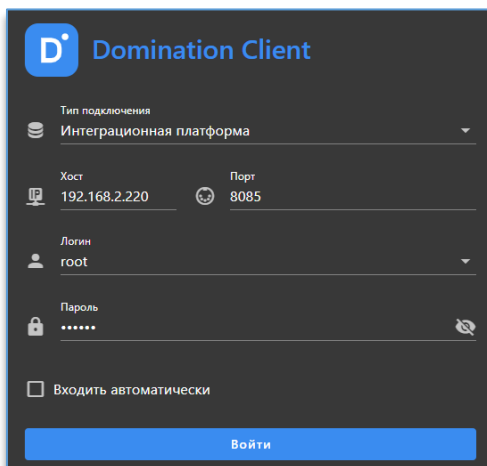 D Domination Client
Тип подключения
Интеграционная платформа
Хост Порт
IP 192.168.2.220 8085
Логин
root
Пароль
••••••
Входить автоматически
Войти